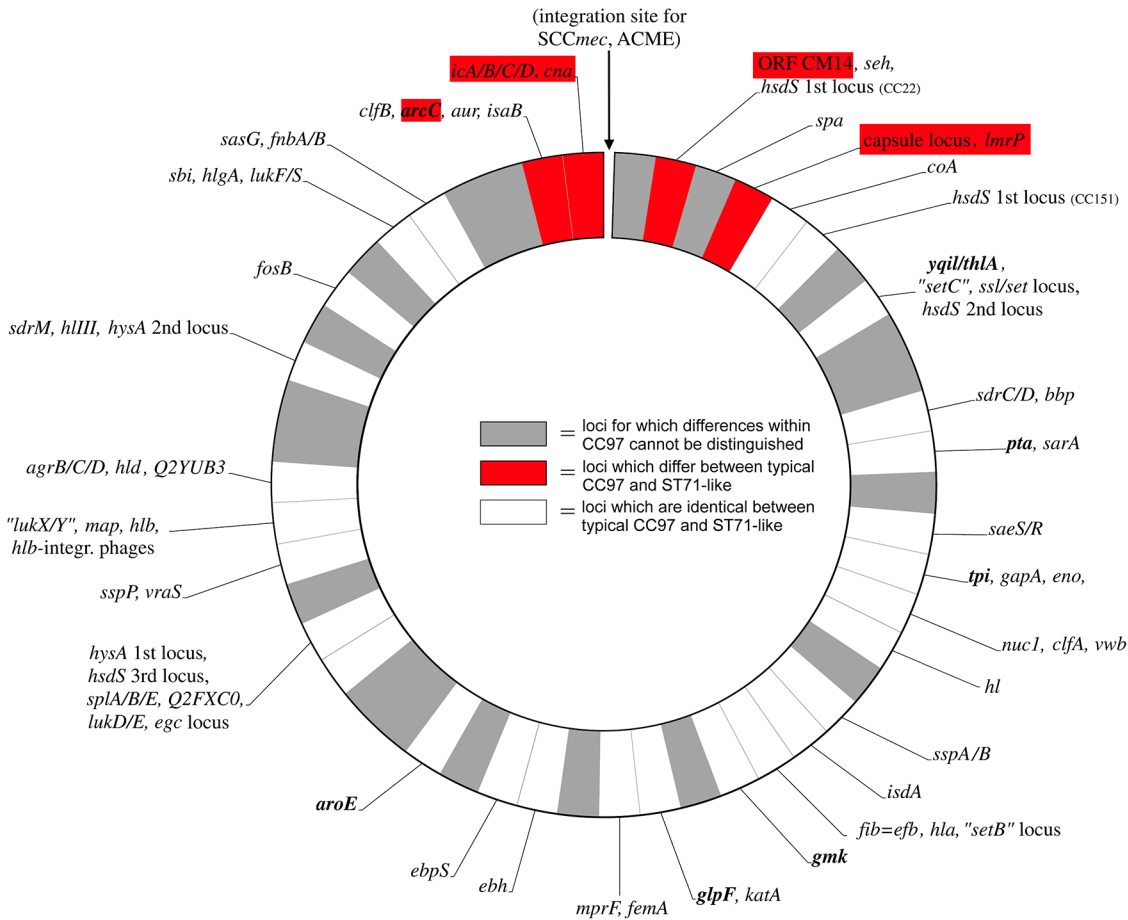 (integration site for
SCCmec, ACME)
icA/B/C/D, cna
clfB, arcC, aur, isaB
sasG, fnbA/B
sbi, hlgA, lukF/S
fosB
sdrM, hlIII, hysA 2nd locus
agrB/C/D, hld, Q2YUB3
"lukX/Y", map, hlb,
hlb-integr. phages
sspP, vraS
hysA 1st locus,
hsdS 3rd locus,
splA/B/E, Q2FXC0,
lukD/E, egc locus
aroE
ebpS
ebh
mprF, femA
glpF, katA
gmk
fib=efb, hla, "setB" locus
isdA
sspA/B
hl
nuc1, clfA, vwb
tpi, gapA, eno,
saeS/R
pta, sarA
sdrC/D, bbp
yqil/thlA,
"setC", ssl/set locus,
hsdS 2nd locus
hsdS 1st locus (CC151)
coA
capsule locus, lmrP
spa
ORF CM14, seh,
hsdS 1st locus (CC22)
= loci for which differences within
CC97 cannot be distinguished
= loci which differ between typical
CC97 and ST71-like
= loci which are identical between
typical CC97 and ST71-like